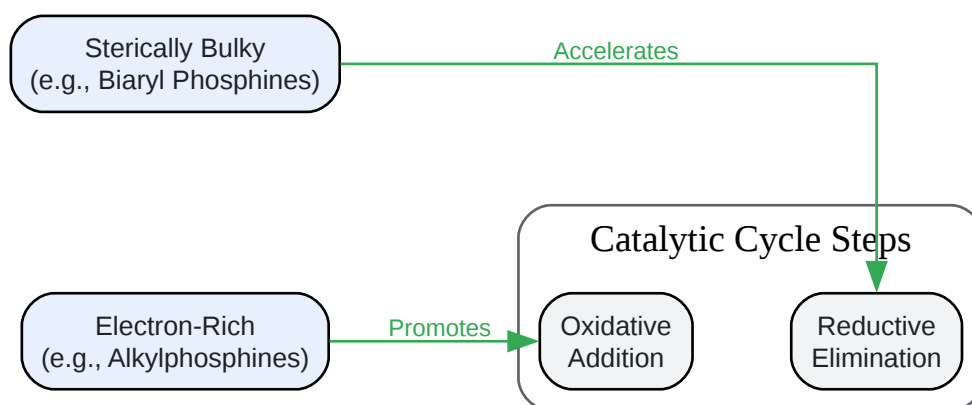 Sterically Bulky
(e.g., Biaryl Phosphines)
Accelerates
Catalytic Cycle Steps
Electron-Rich
(e.g., Alkylphosphines)
Promotes
Oxidative
Addition
Reductive
Elimination